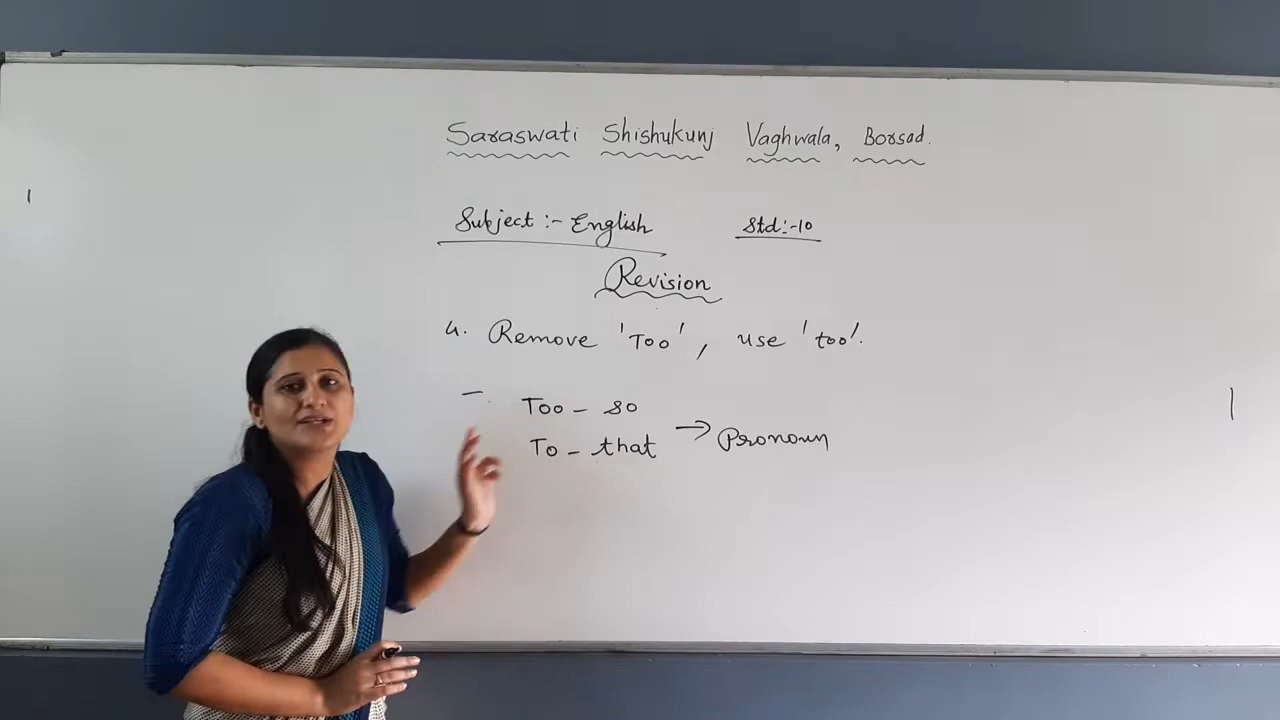 Saraswati Shishukunj Vaghwala, Borsad.
Subject :- English Std :- 10
Revision
4. Remove 'Too', use 'too'.
- Too - so
To - that → Pronoun